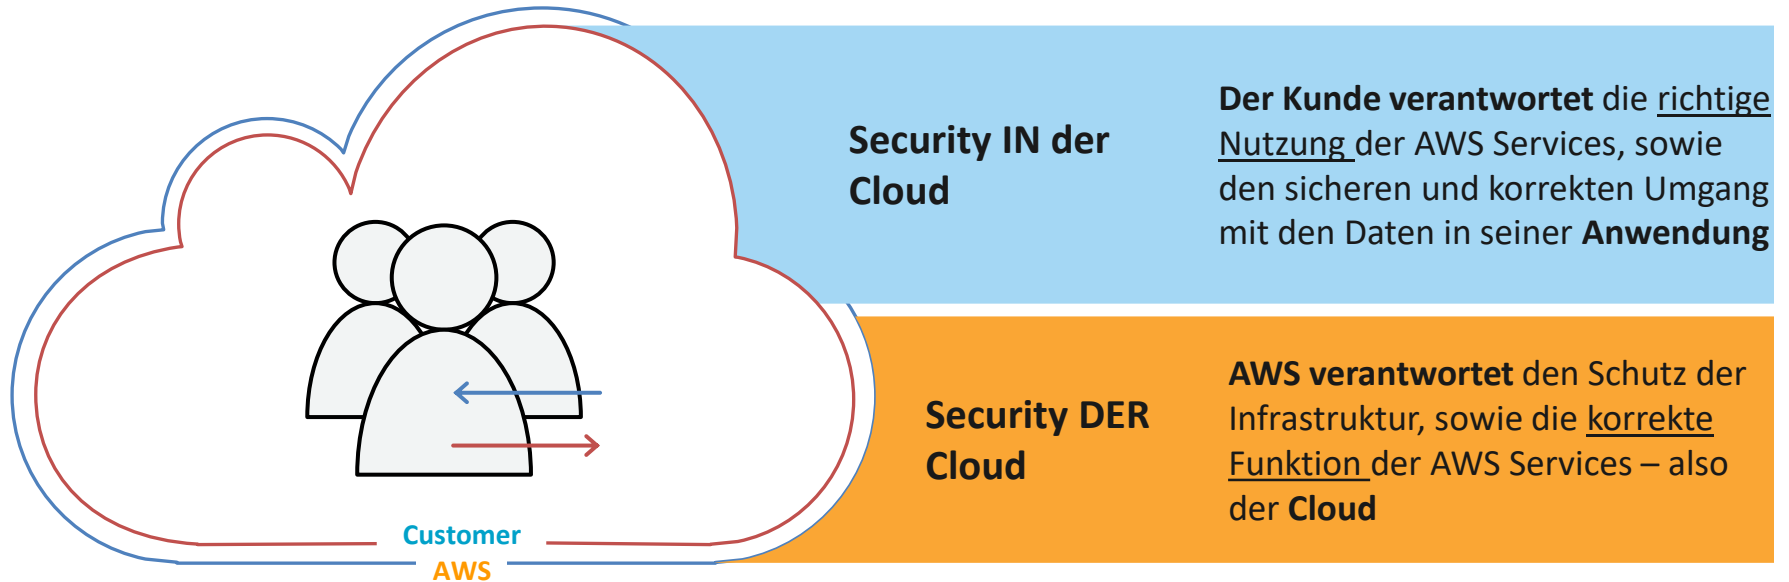 Security IN der
Cloud
Der Kunde verantwortet die richtige
Nutzung der AWS Services, sowie
den sicheren und korrekten Umgang
mit den Daten in seiner Anwendung
Security DER
Cloud
AWS verantwortet den Schutz der
Infrastruktur, sowie die korrekte
Funktion der AWS Services – also
der Cloud
Customer
AWS